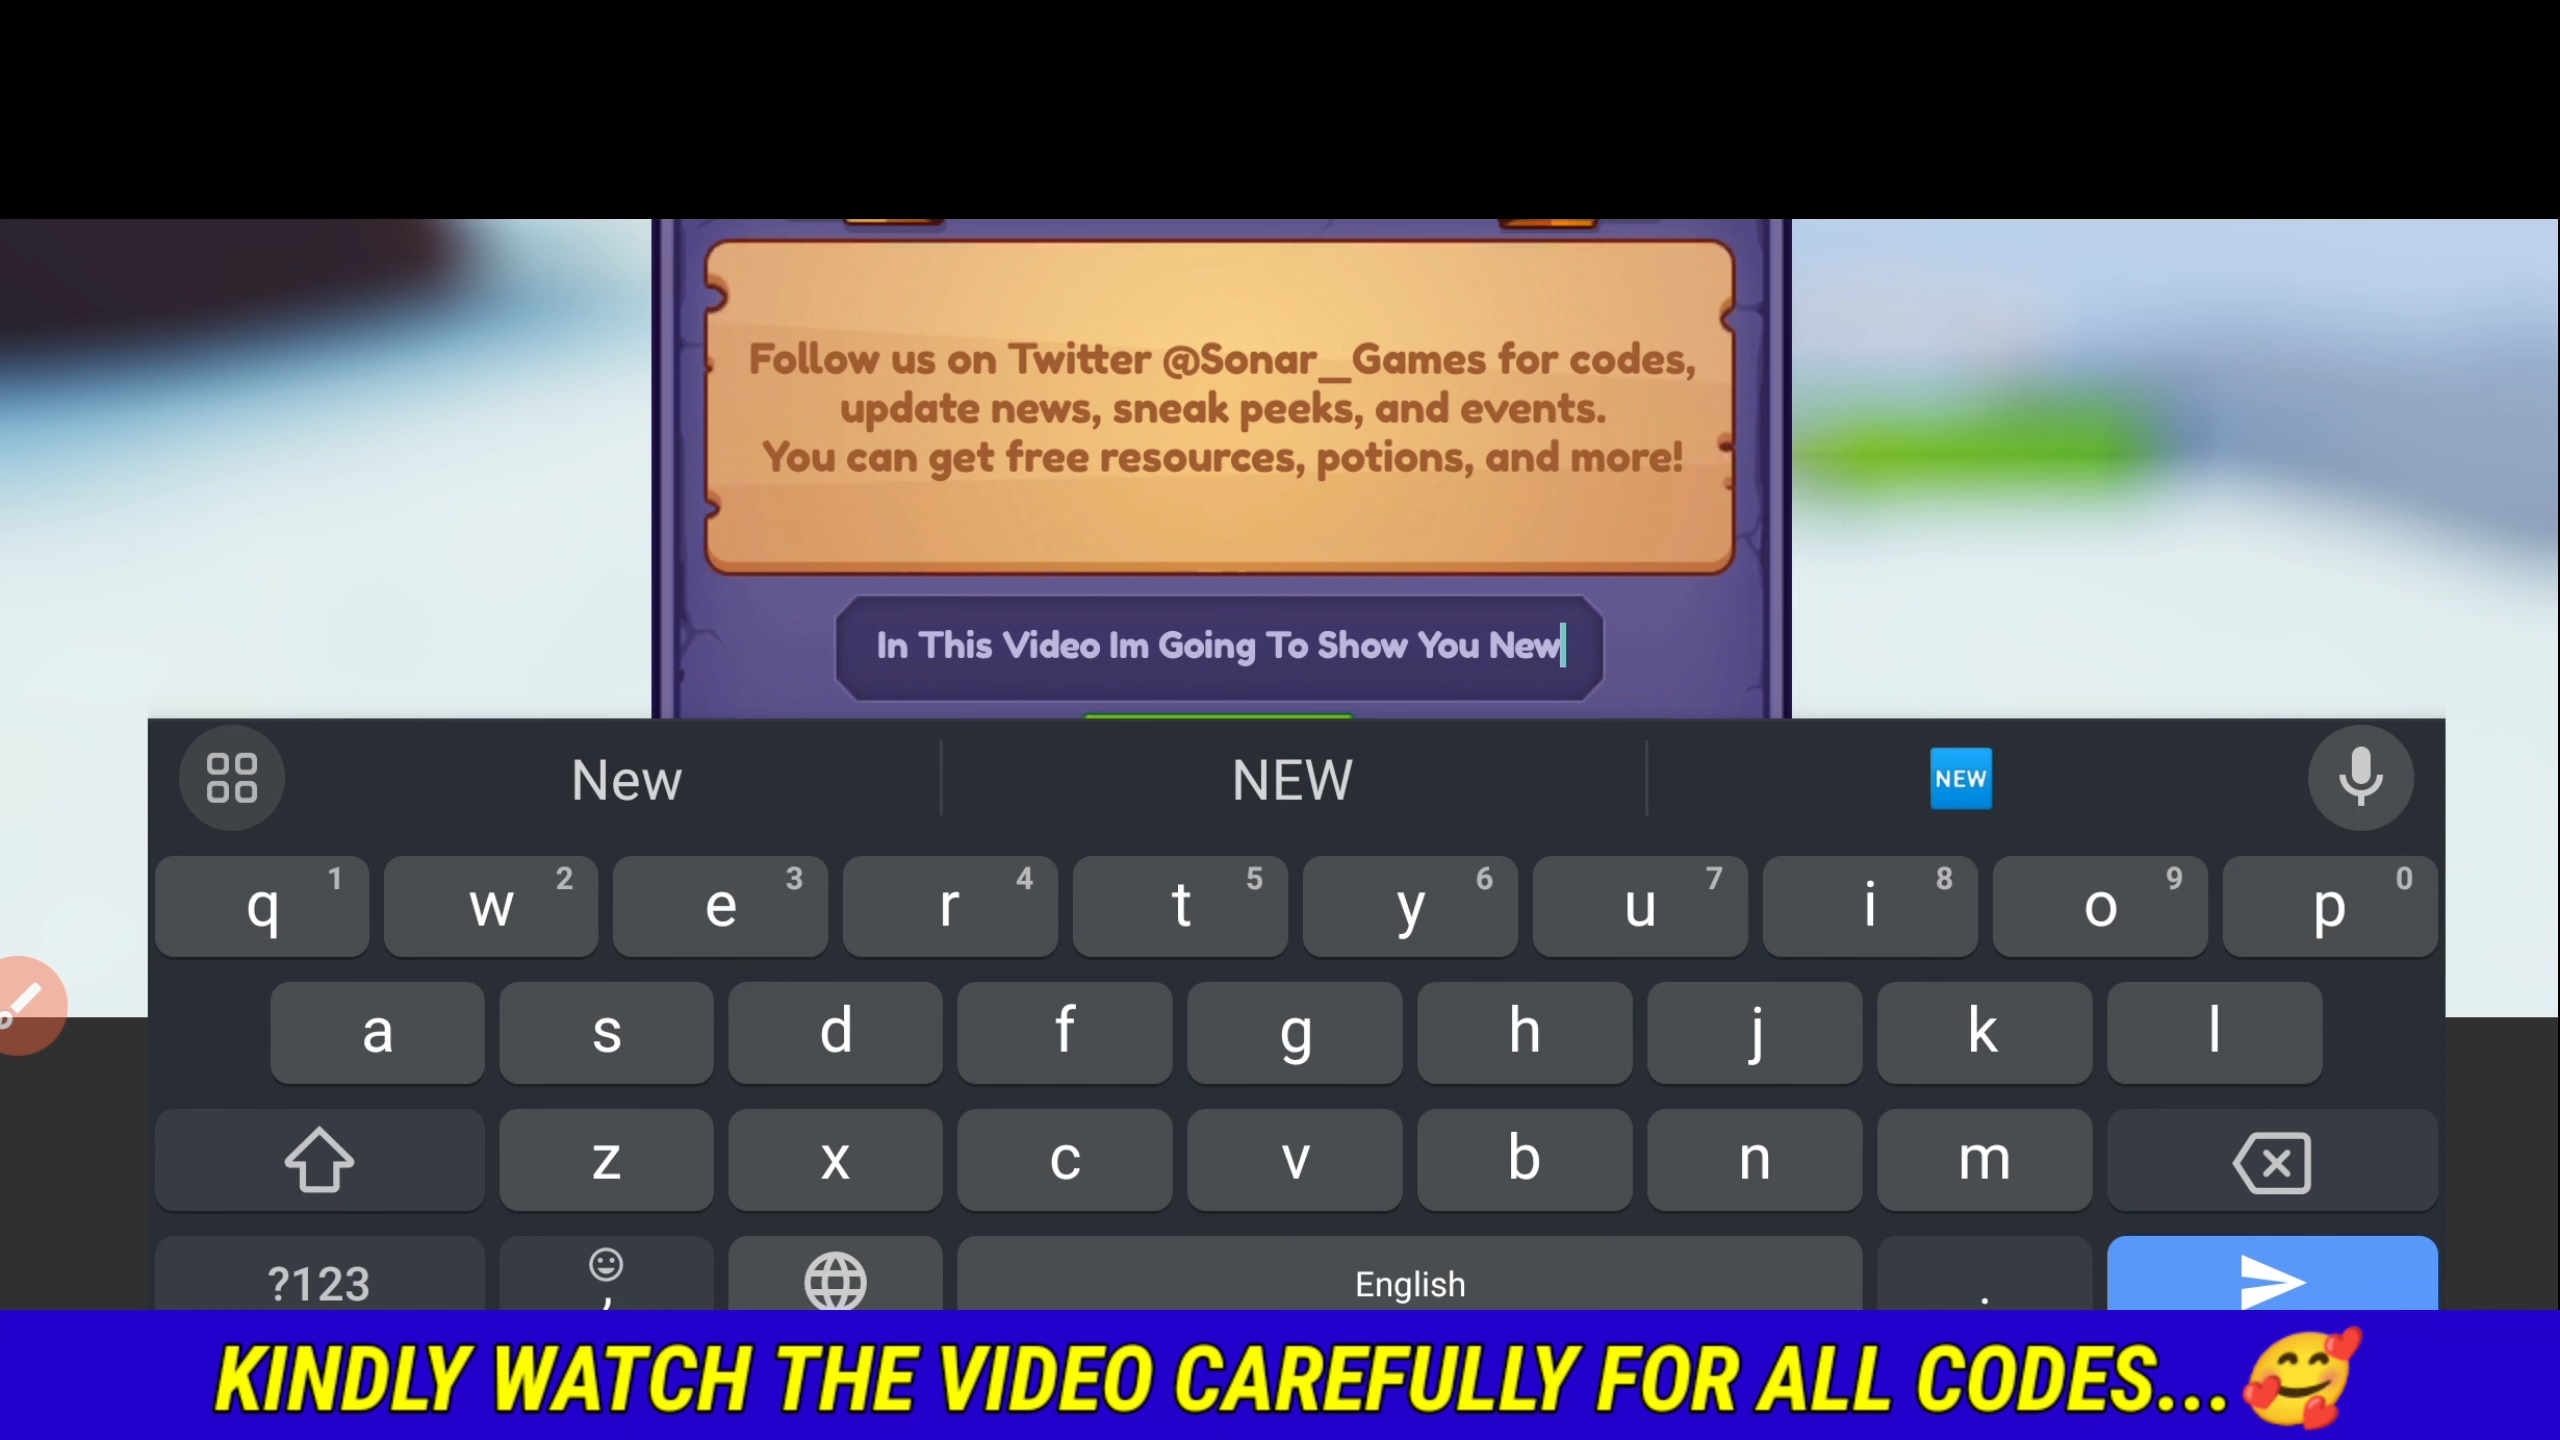 Follow us on Twitter @Sonar_Games for codes,
update news, sneak peeks, and events.
You can get free resources, potions, and more!
In This Video Im Going To Show You New
New NEW NEW
q 1 w 2 e 3 r 4 t 5 y 6 u 7 i 8 o 9 p 0
a s d f g h j k l
z x c v b n m
?123 , English .
KINDLY WATCH THE VIDEO CAREFULLY FOR ALL CODES...🥰